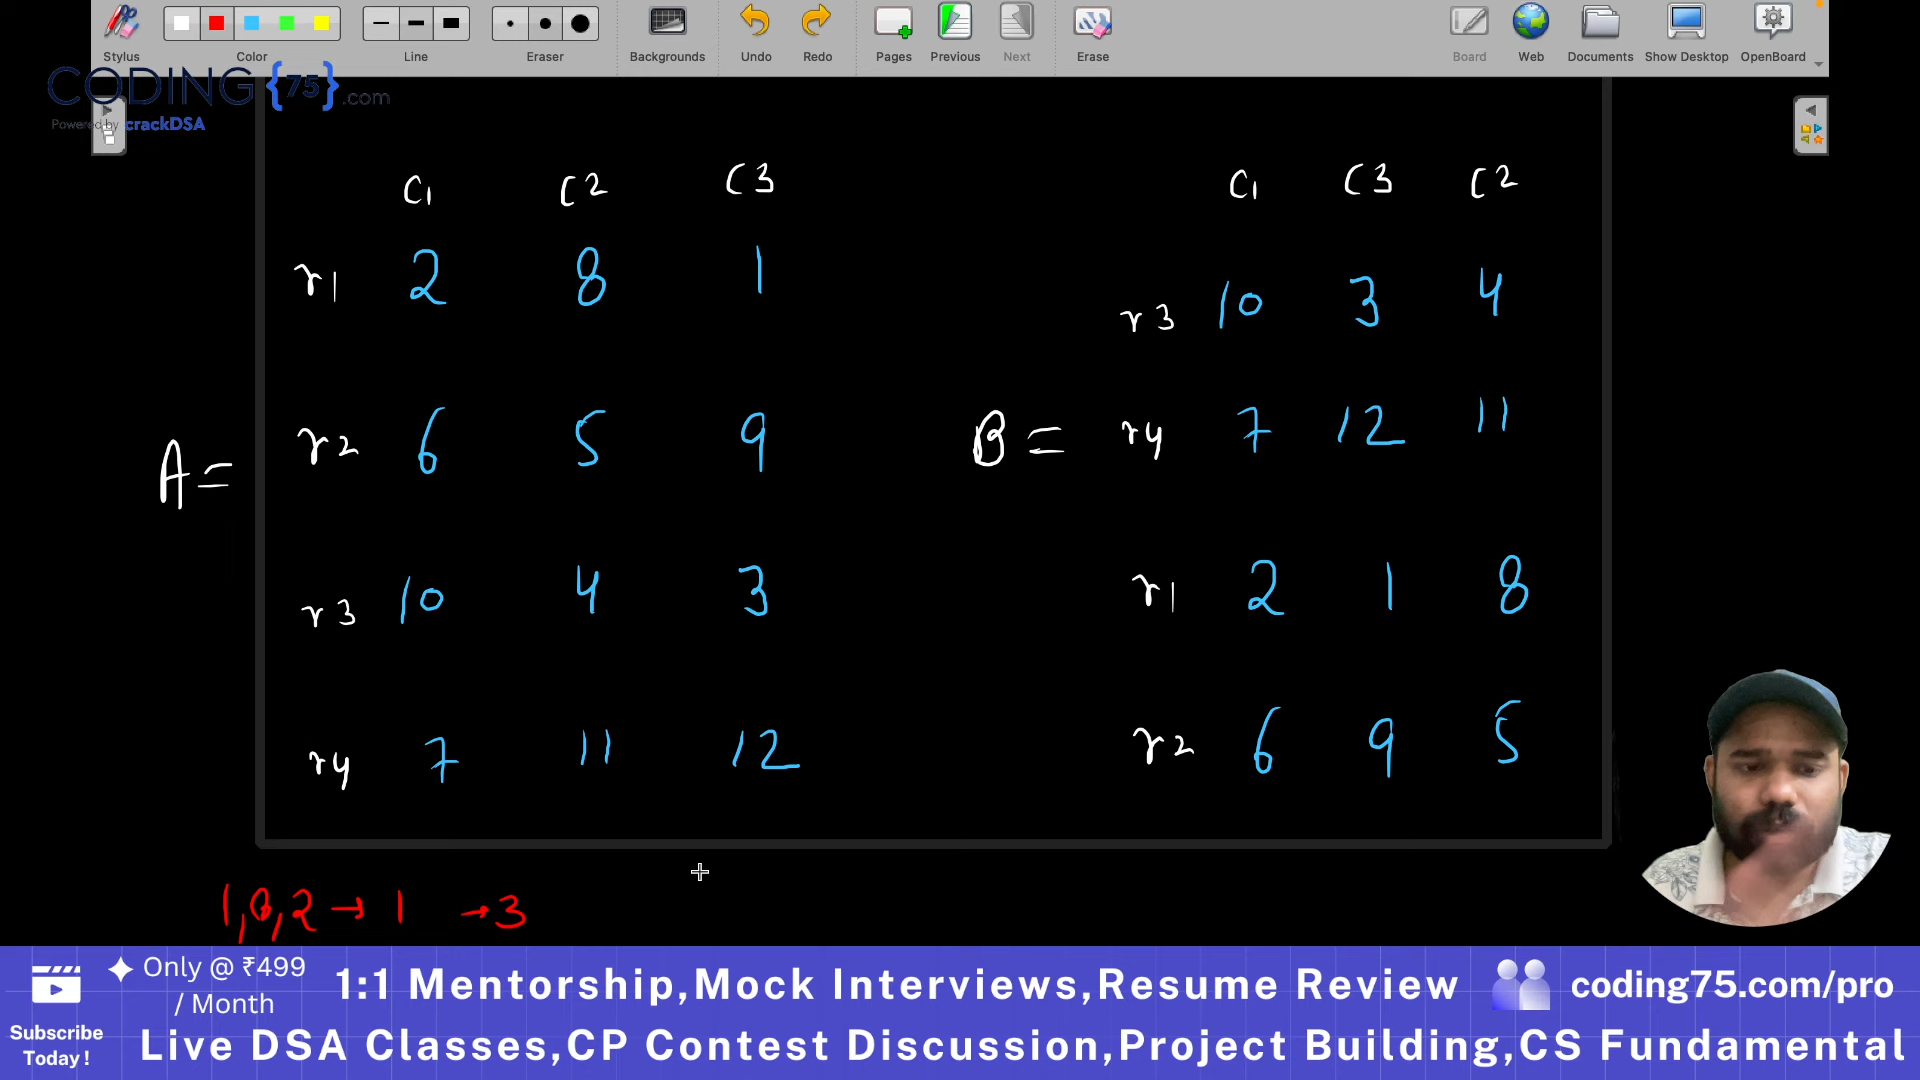 Stylus Color Line Eraser Backgrounds Undo Redo Pages Previous Next Erase Board Web Documents Show Desktop OpenBoard
CODING{75}.com
Powered by crackDSA
C1 C2 C3
r1 2 8 1
r2 6 5 9
A=
r3 10 4 3
r4 7 11 12
C1 C3 C2
r3 10 3 4
B= r4 7 12 11
r1 2 1 8
r2 6 9 5
1,8,2 → 1 → 3
Subscribe
Today !
Only @ ₹499
/ Month
1:1 Mentorship,Mock Interviews,Resume Review
coding75.com/pro
Live DSA Classes,CP Contest Discussion,Project Building,CS Fundamental